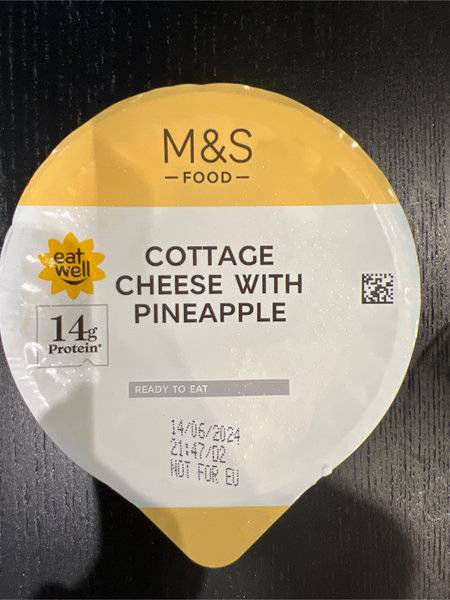 M&S
FOOD
eat
well
COTTAGE
CHEESE WITH
PINEAPPLE
14g
Protein*
READY TO EAT
14/06/2024
21:47/02
NOT FOR EU